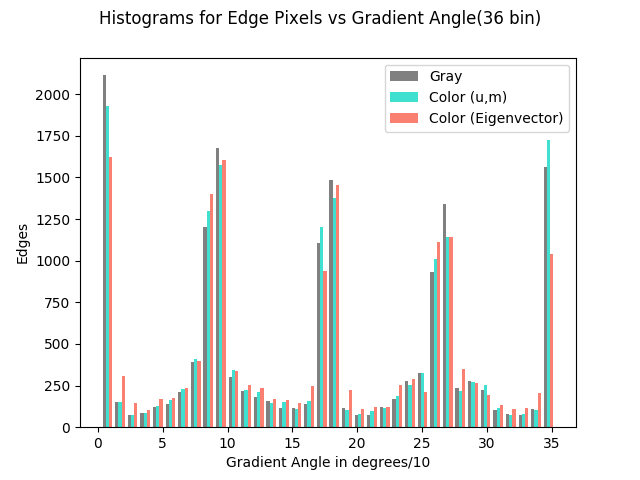 Histograms for Edge Pixels vs Gradient Angle(36 bin)
Gray
Color (u,m)
Color (Eigenvector)
2000
1750
1500
1250
1000
750
500
250
0
Edges
0 5 10 15 20 25 30 35
Gradient Angle in degrees/10